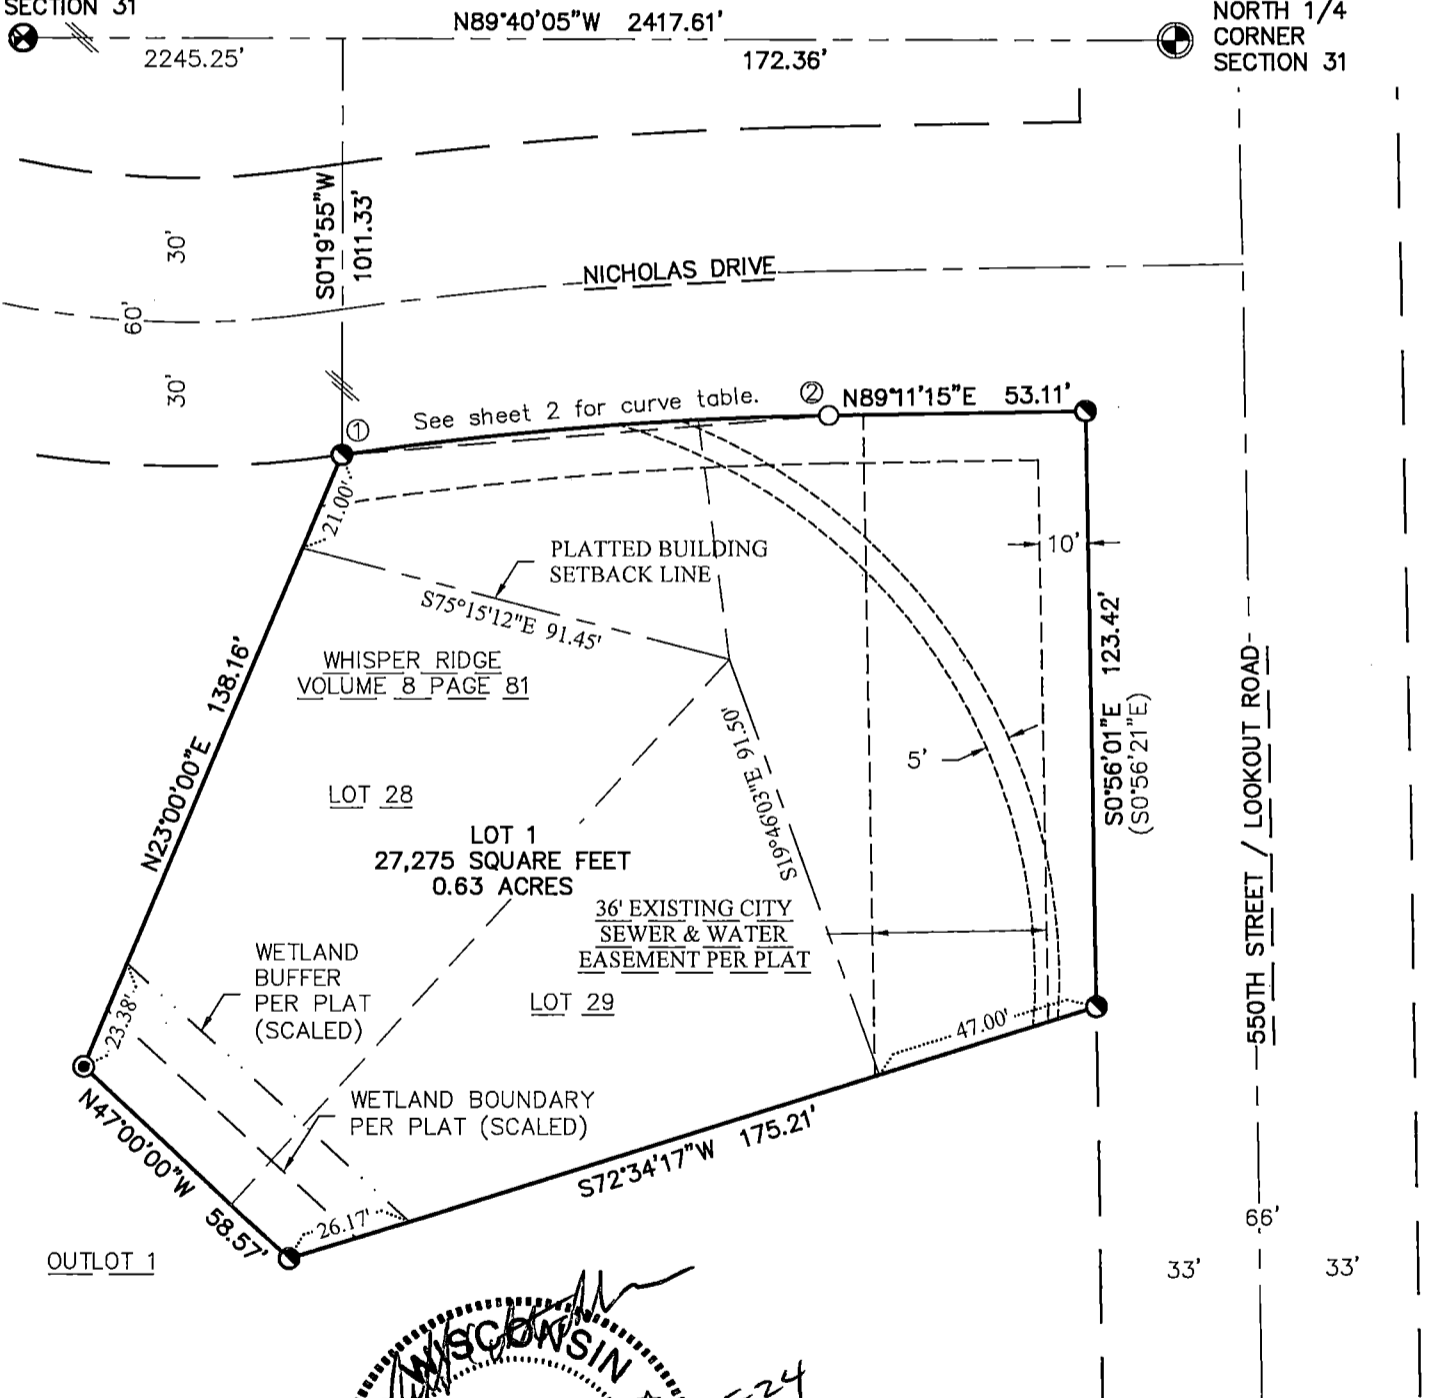 SECTION 31
N89°40'05"W 2417.61'
NORTH 1/4
CORNER
SECTION 31
2245.25'
172.36'
S0°19'55"W
1011.33'
30'
60'
30'
NICHOLAS DRIVE
See sheet 2 for curve table.
①
②
N89°11'15"E 53.11'
21.00'
PLATTED BUILDING
SETBACK LINE
10'
S75°15'12"E 91.45'
WHISPER RIDGE
VOLUME 8 PAGE 81
N23°00'00"E 138.16'
S0°56'01"E 123.42'
(S0°56'21"E)
550TH STREET / LOOKOUT ROAD
S19°46'03"E 91.50'
5'
LOT 28
LOT 1
27,275 SQUARE FEET
0.63 ACRES
36' EXISTING CITY
SEWER & WATER
EASEMENT PER PLAT
WETLAND
BUFFER
PER PLAT
(SCALED)
LOT 29
23.38'
47.00'
WETLAND BOUNDARY
PER PLAT (SCALED)
N47°00'00"W 58.57'
S72°34'17"W 175.21'
26.17'
66'
33'
33'
OUTLOT 1
WISCONSIN